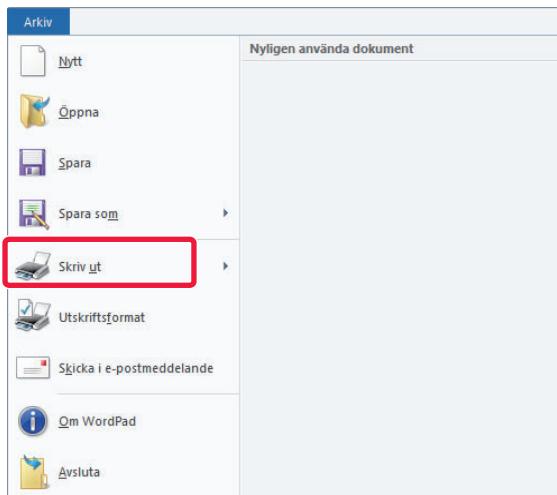 Arkiv
Nyligen använda dokument
Nytt
Öppna
Spara
Spara som
Skriv ut
Utskriftsformat
Skicka i e-postmeddelande
Om WordPad
Avsluta